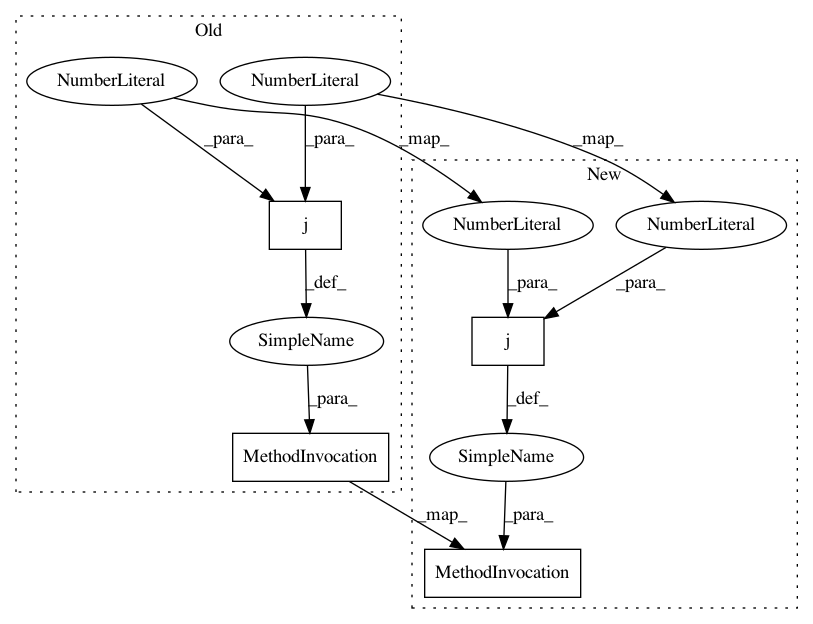 Old
NumberLiteral
NumberLiteral
_para_
_para_
_map_
_map_
New
j
NumberLiteral
NumberLiteral
_def_
_para_
_para_
SimpleName
j
_para_
_def_
MethodInvocation
SimpleName
_map_
_para_
MethodInvocation